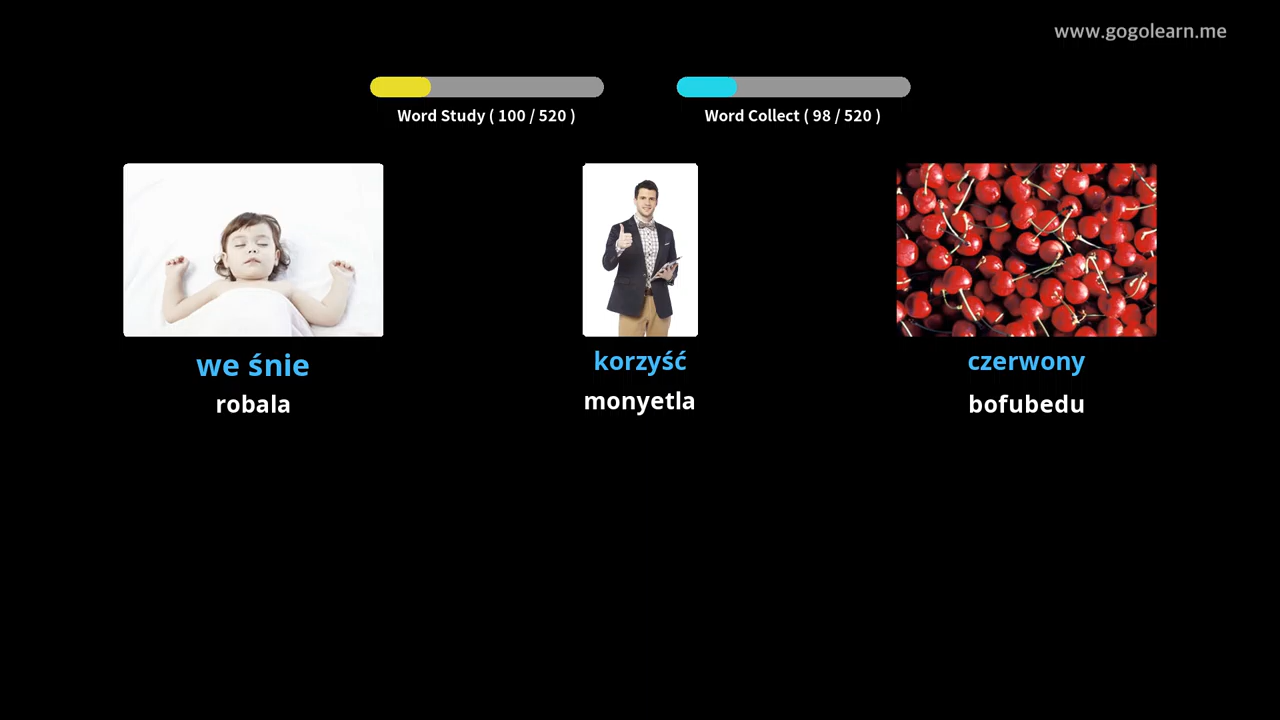 www.gogolearn.me
Word Study ( 100 / 520 )
Word Collect ( 98 / 520 )
we śnie
robala
korzyść
monyetla
czerwony
bofubedu